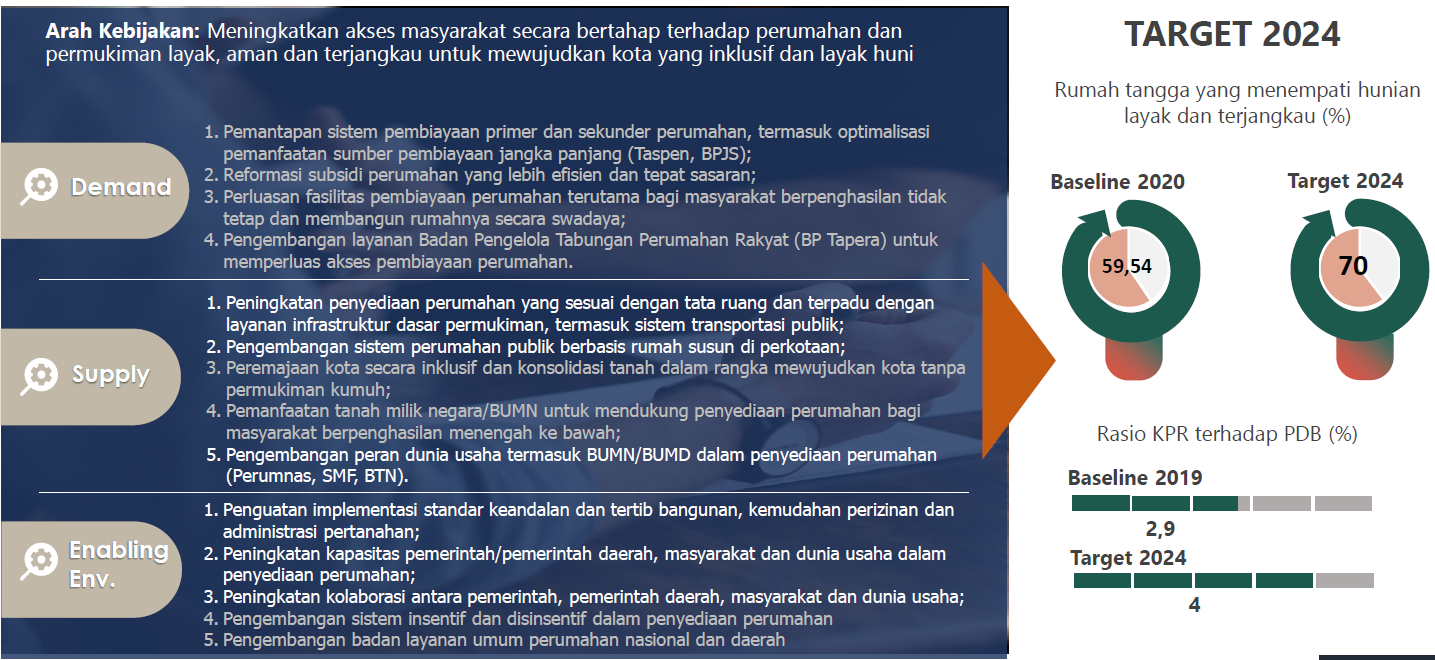 Arah Kebijakan: Meningkatkan akses masyarakat secara bertahap terhadap perumahan dan
permukiman layak, aman dan terjangkau untuk mewujudkan kota yang inklusif dan layak huni
Demand
1. Pemantapan sistem pembiayaan primer dan sekunder perumahan, termasuk optimalisasi
pemanfaatan sumber pembiayaan jangka panjang (Taspen, BPJS);
2. Reformasi subsidi perumahan yang lebih efisien dan tepat sasaran;
3. Perluasan fasilitas pembiayaan perumahan terutama bagi masyarakat berpenghasilan tidak
tetap dan membangun rumahnya secara swadaya;
4. Pengembangan layanan Badan Pengelola Tabungan Perumahan Rakyat (BP Tapera) untuk
memperluas akses pembiayaan perumahan.
Supply
1. Peningkatan penyediaan perumahan yang sesuai dengan tata ruang dan terpadu dengan
layanan infrastruktur dasar permukiman, termasuk sistem transportasi publik;
2. Pengembangan sistem perumahan publik berbasis rumah susun di perkotaan;
3. Peremajaan kota secara inklusif dan konsolidasi tanah dalam rangka mewujudkan kota tanpa
permukiman kumuh;
4. Pemanfaatan tanah milik negara/BUMN untuk mendukung penyediaan perumahan bagi
masyarakat berpenghasilan menengah ke bawah;
5. Pengembangan peran dunia usaha termasuk BUMN/BUMD dalam penyediaan perumahan
(Perumnas, SMF, BTN).
Enabling
Env.
1. Penguatan implementasi standar keandalan dan tertib bangunan, kemudahan perizinan dan
administrasi pertanahan;
2. Peningkatan kapasitas pemerintah/pemerintah daerah, masyarakat dan dunia usaha dalam
penyediaan perumahan;
3. Peningkatan kolaborasi antara pemerintah, pemerintah daerah, masyarakat dan dunia usaha;
4. Pengembangan sistem insentif dan disinsentif dalam penyediaan perumahan
5. Pengembangan badan layanan umum perumahan nasional dan daerah
TARGET 2024
Rumah tangga yang menempati hunian
layak dan terjangkau (%)
Baseline 2020
Target 2024
59,54
70
Rasio KPR terhadap PDB (%)
Baseline 2019
2,9
Target 2024
4